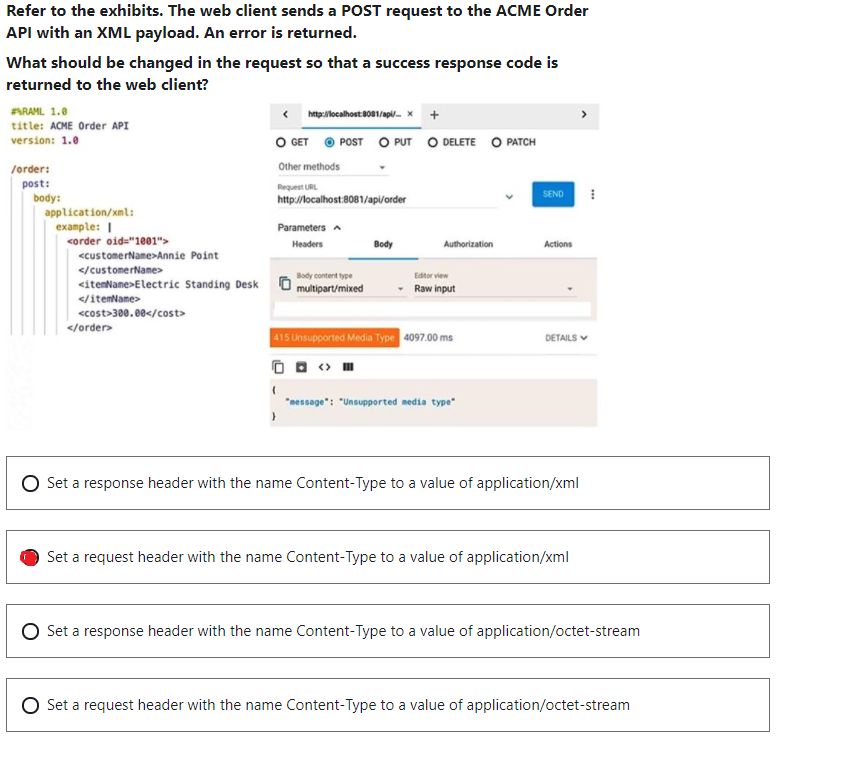 Refer to the exhibits. The web client sends a POST request to the ACME Order
API with an XML payload. An error is returned.
What should be changed in the request so that a success response code is
returned to the web client?
#%RAML 1.0
title: ACME Order API
version: 1.0
/order:
post:
body:
application/xml:
example: |
<order oid="1001">
<customerName>Annie Point
</customerName>
<itemName>Electric Standing Desk
</itemName>
<cost>300.00</cost>
</order>
http://localhost:8081/api/... × +
GET POST PUT DELETE PATCH
Other methods
Request URL
http://localhost:8081/api/order
SEND
Parameters
Headers Body Authorization Actions
Body content type Editor view
multipart/mixed Raw input
415 Unsupported Media Type 4097.00 ms DETAILS
<>
{
"message": "Unsupported media type"
}
Set a response header with the name Content-Type to a value of application/xml
Set a request header with the name Content-Type to a value of application/xml
Set a response header with the name Content-Type to a value of application/octet-stream
Set a request header with the name Content-Type to a value of application/octet-stream